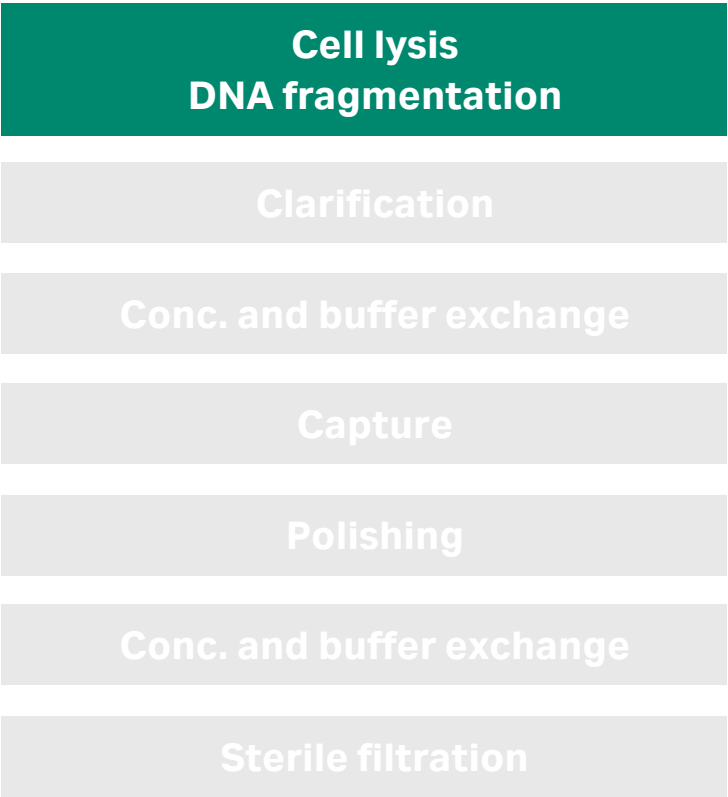 Cell lysis
DNA fragmentation
Clarification
Conc. and buffer exchange
Capture
Polishing
Conc. and buffer exchange
Sterile filtration